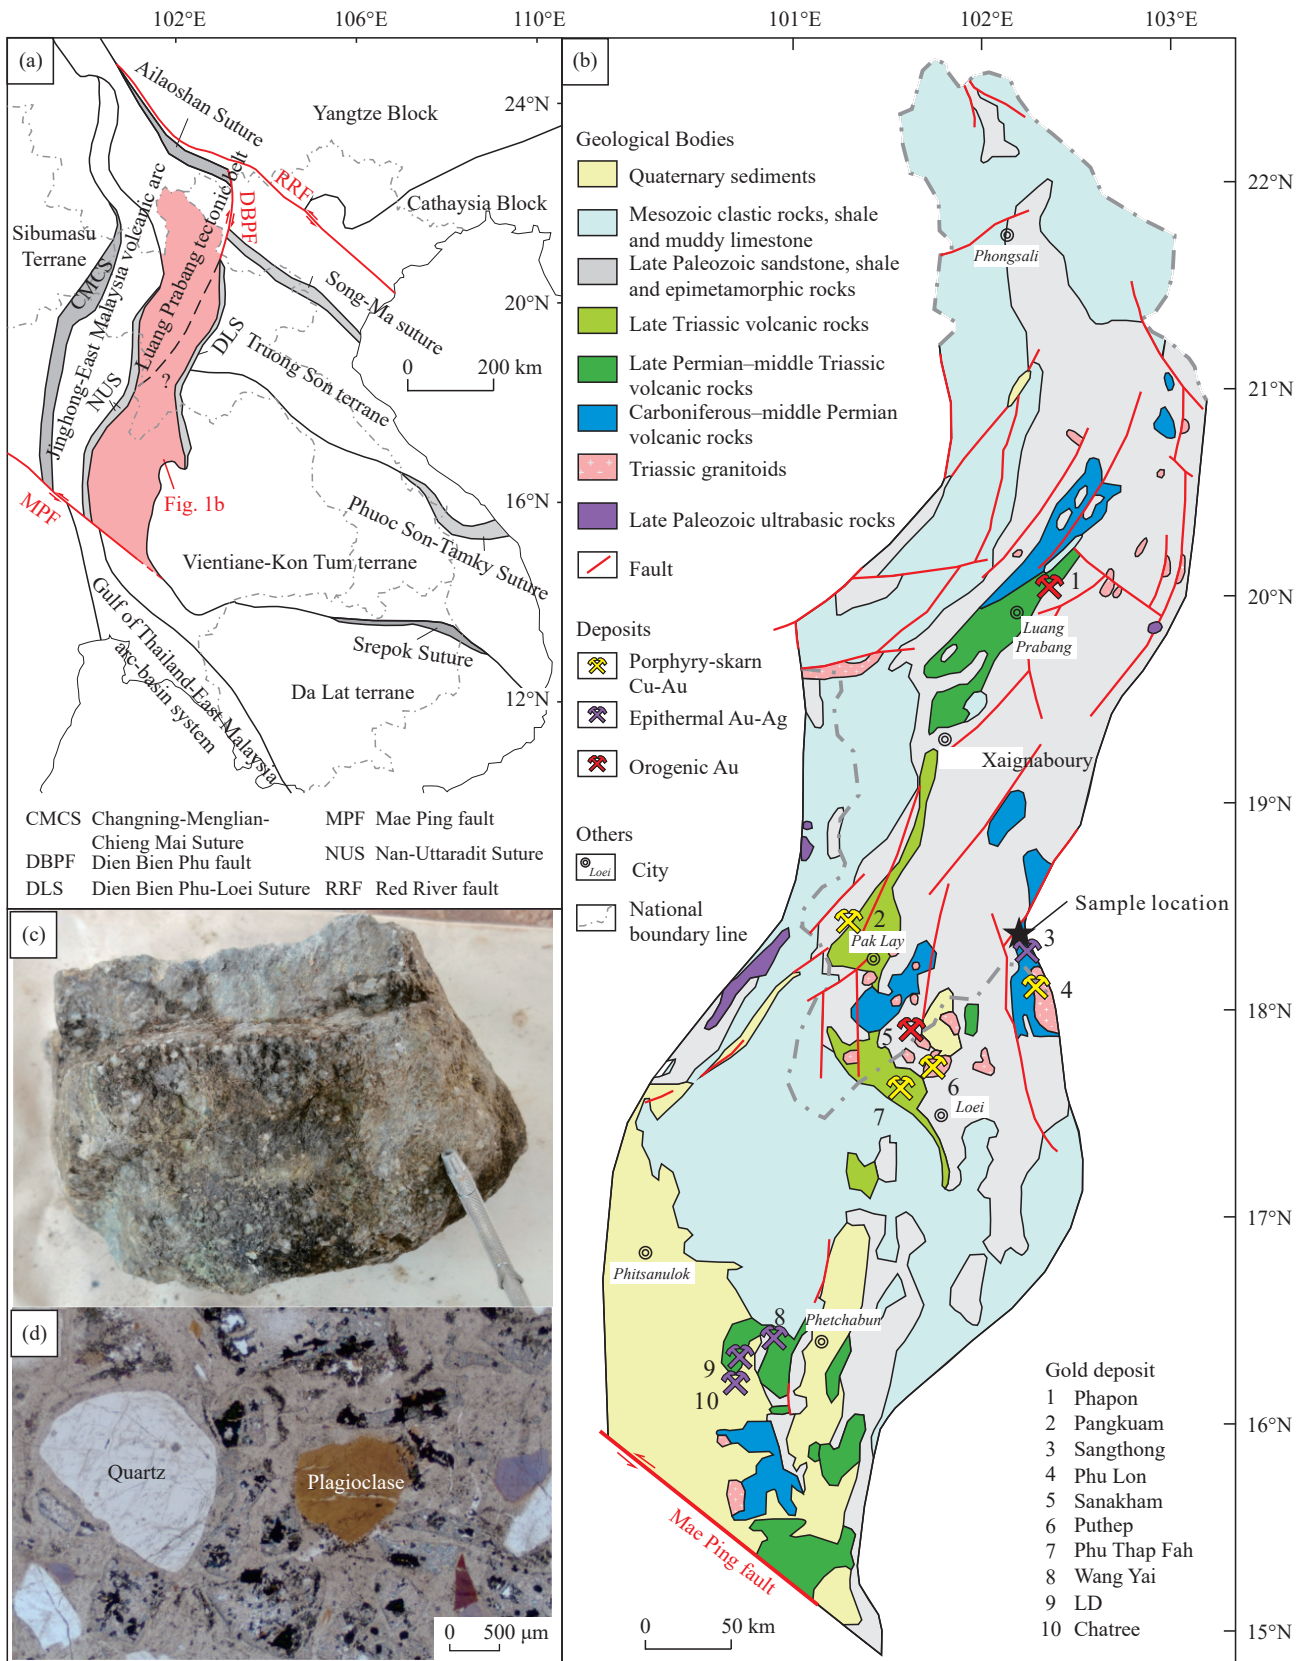 102°E
106°E
110°E
(a)
Ailaoshan Suture
Yangtze Block
24°N
RRF
DBPF
Cathaysia Block
Sibumasu
Terrane
CMCS
Jinghong-East Malaysia volcanic arc
Luang Prabang tectonic belt
?
NUS
DLS
Song-Ma suture
20°N
Truong Son terrane
0 200 km
MPF
Fig. 1b
16°N
Phuoc Son-Tamky Suture
Vientiane-Kon Tum terrane
Gulf of Thailand-East Malaysia
arc-basin system
Srepok Suture
Da Lat terrane
12°N
CMCS Changning-Menglian-
Chieng Mai Suture
DBPF Dien Bien Phu fault
DLS Dien Bien Phu-Loei Suture
MPF Mae Ping fault
NUS Nan-Uttaradit Suture
RRF Red River fault
(c)
(d)
Quartz
Plagioclase
0 500 μm
101°E
102°E
103°E
(b)
Geological Bodies
Quaternary sediments
Mesozoic clastic rocks, shale
and muddy limestone
Late Paleozoic sandstone, shale
and epimetamorphic rocks
Late Triassic volcanic rocks
Late Permian–middle Triassic
volcanic rocks
Carboniferous–middle Permian
volcanic rocks
Triassic granitoids
Late Paleozoic ultrabasic rocks
Fault
Deposits
Porphyry-skarn
Cu-Au
Epithermal Au-Ag
Orogenic Au
Others
Loei
City
National
boundary line
22°N
Phongsali
21°N
1
20°N
Luang
Prabang
Xaignaboury
19°N
Sample location
2
Pak Lay
3
4
18°N
5
6
7
Loei
17°N
Phitsanulok
8
Phetchabun
9
10
16°N
Mae Ping fault
0 50 km
15°N
Gold deposit
1 Phapon
2 Pangkuam
3 Sangthong
4 Phu Lon
5 Sanakham
6 Puthep
7 Phu Thap Fah
8 Wang Yai
9 LD
10 Chatree